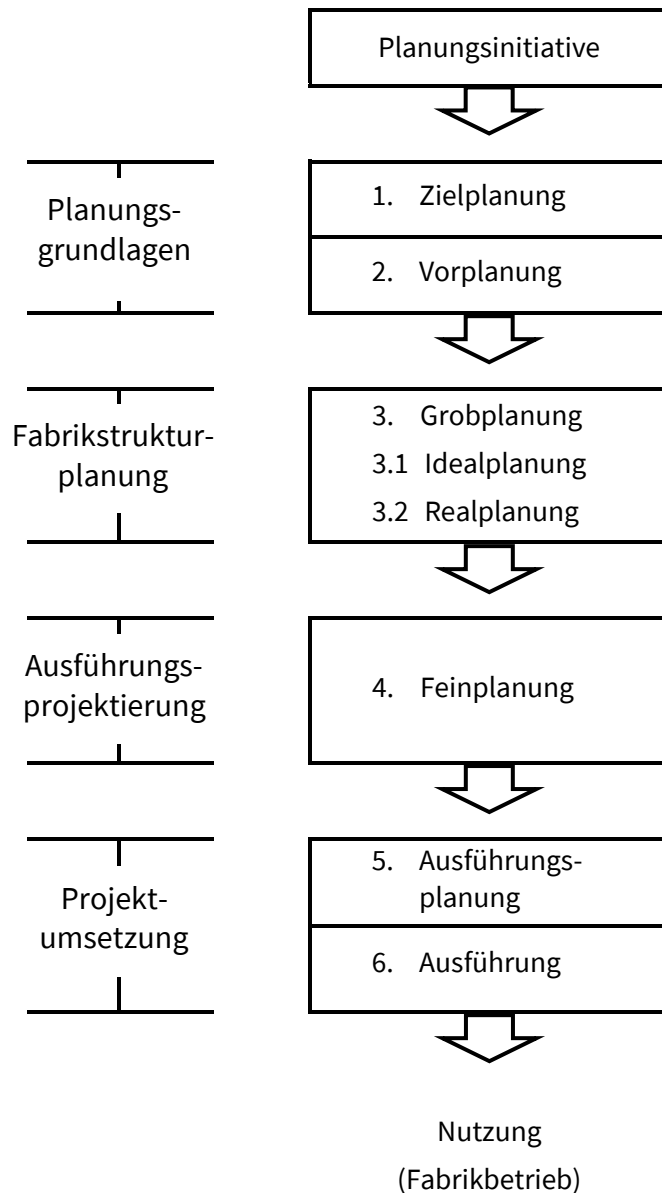 Planungsinitiative
Planungs-
grundlagen
1. Zielplanung
2. Vorplanung
Fabrikstruktur-
planung
3. Grobplanung
3.1 Idealplanung
3.2 Realplanung
Ausführungs-
projektierung
4. Feinplanung
Projekt-
umsetzung
5. Ausführungs-
planung
6. Ausführung
Nutzung
(Fabrikbetrieb)